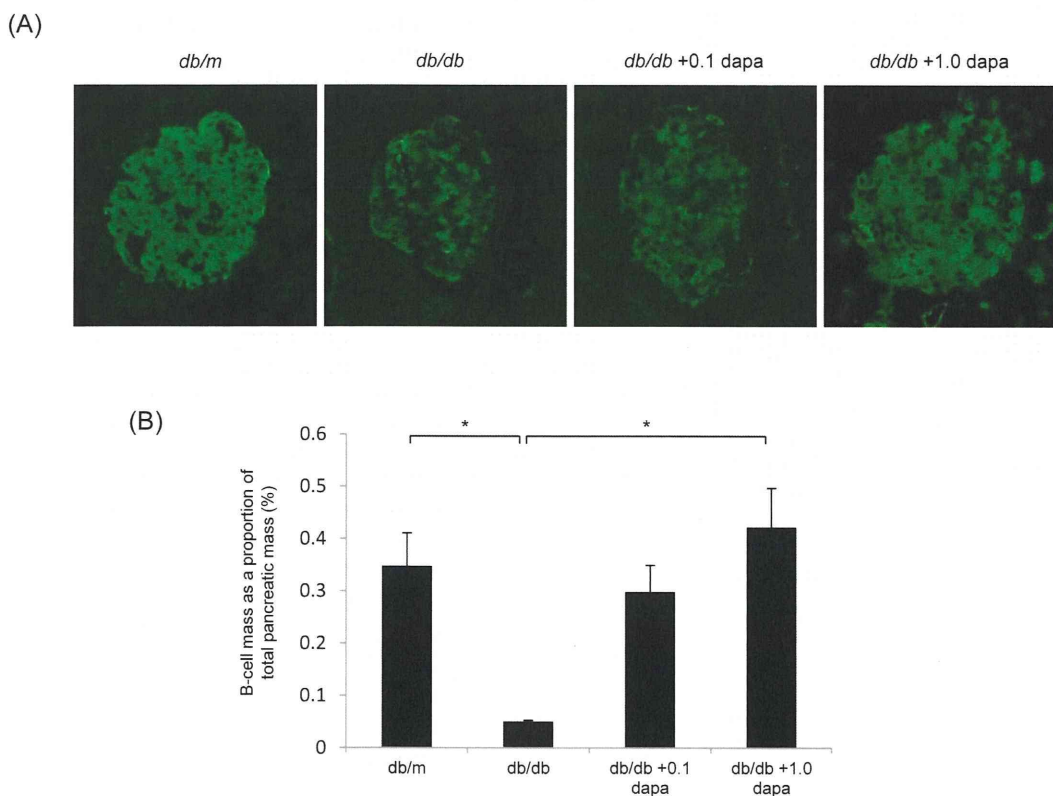 (A)
db/m db/db db/db +0.1 dapa db/db +1.0 dapa
(B)
* *
B-cell mass as a proportion of
total pancreatic mass (%)
0.6
0.5
0.4
0.3
0.2
0.1
0
db/m db/db db/db +0.1 db/db +1.0
dapa dapa